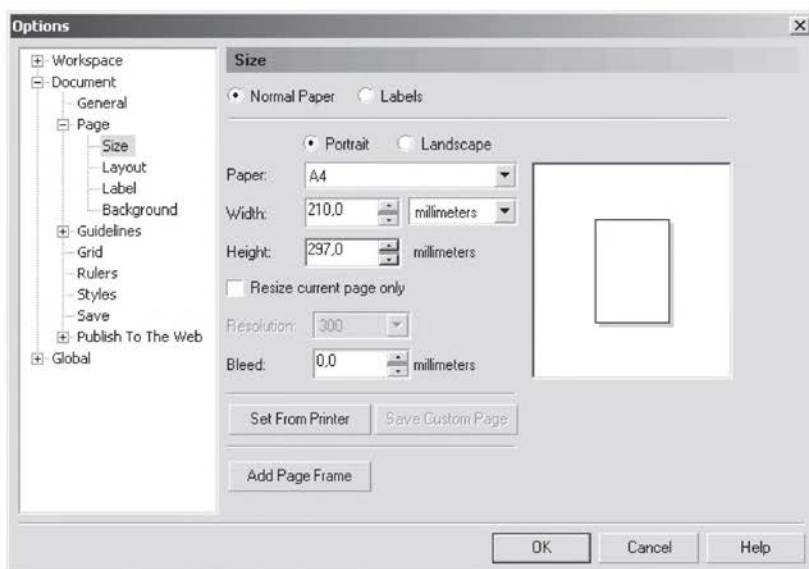 Options
Workspace
Document
General
Page
Size
Layout
Label
Background
Guidelines
Grid
Rulers
Styles
Save
Publish To The Web
Global
Size
Normal Paper Labels
Portrait Landscape
Paper: A4
Width: 210,0 millimeters
Height: 297,0 millimeters
Resize current page only
Resolution: 300
Bleed: 0,0 millimeters
Set From Printer Save Custom Page
Add Page Frame
OK Cancel Help